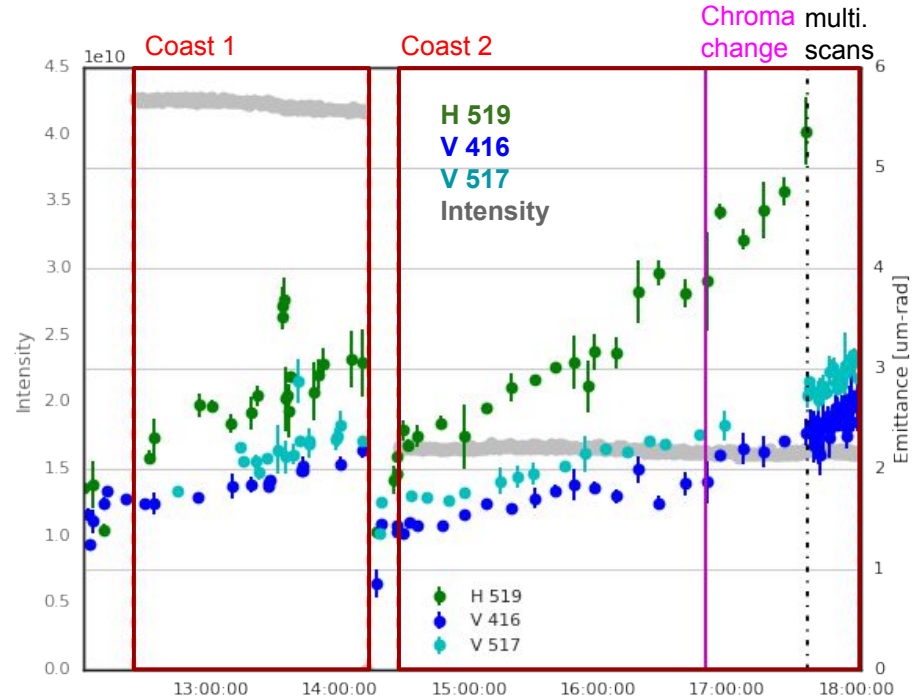 Coast 1
Coast 2
Chroma
change
multi.
scans
1e10
4.5
4.0
3.5
3.0
2.5
2.0
1.5
1.0
0.5
0.0
Intensity
H 519
V 416
V 517
Intensity
H 519
V 416
V 517
6
5
4
3
2
1
0
Emittance [um-rad]
13:00:00
14:00:00
15:00:00
16:00:00
17:00:00
18:00:00